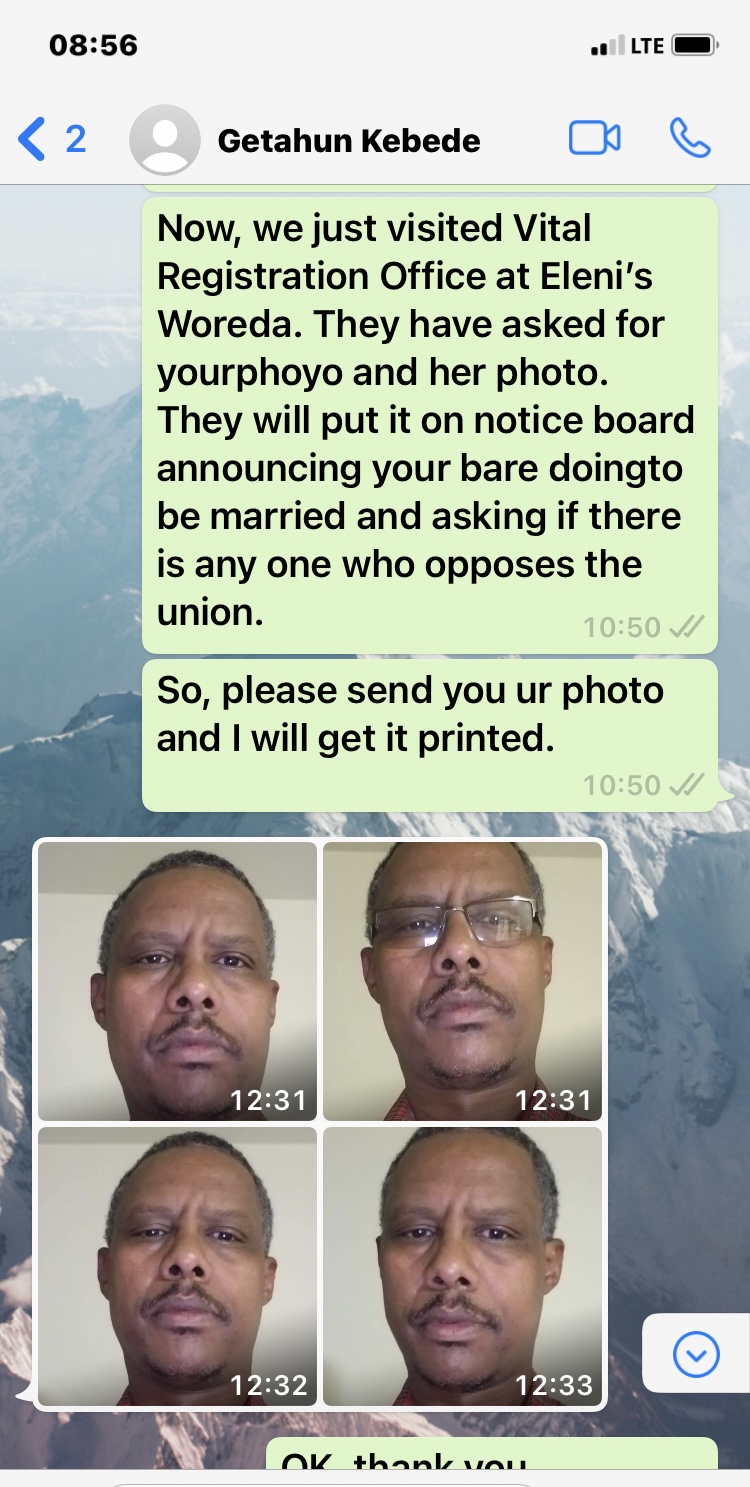 08:56
LTE
2
Getahun Kebede
Now, we just visited Vital
Registration Office at Eleni’s
Woreda. They have asked for
yourphoyo and her photo.
They will put it on notice board
announcing your bare doingto
be married and asking if there
is any one who opposes the
union.
10:50
So, please send you ur photo
and I will get it printed.
10:50
12:31
12:31
12:32
12:33
OK, thank you